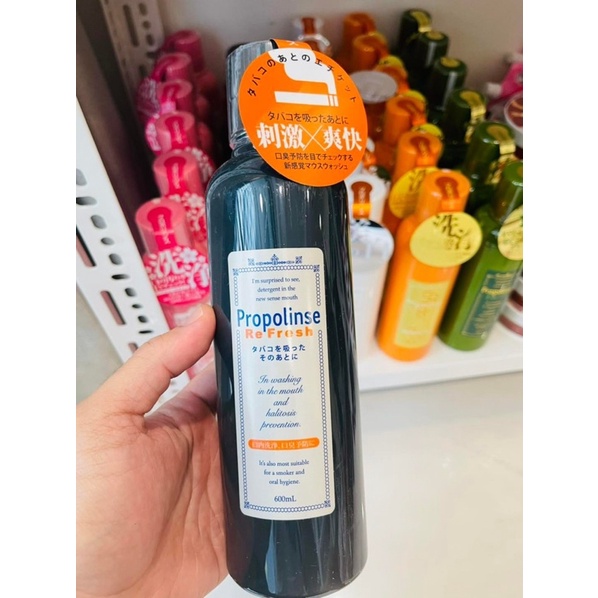 タバコのあとのエチケット
タバコを吸ったあとに
刺激×爽快
口臭予防を目でチェックする
新感覚マウスウォッシュ
I'm surprised to see,
detergent in the
new sense mouth
Propolinse
Re Fresh
タバコを吸った
そのあとに
In washing
in the mouth
and
halitosis
prevention.
口内洗浄、口臭予防に
It's also most suitable
for a smoker and
oral hygiene.
600mL
洗浄
洗浄